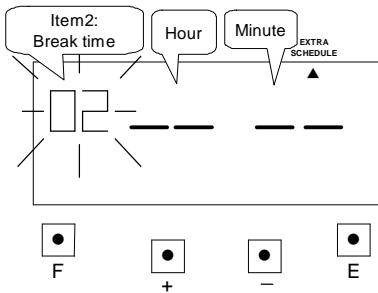 Item2:
Break time
Hour
Minute
EXTRA
SCHEDULE
02 -- --
F
+
−
E